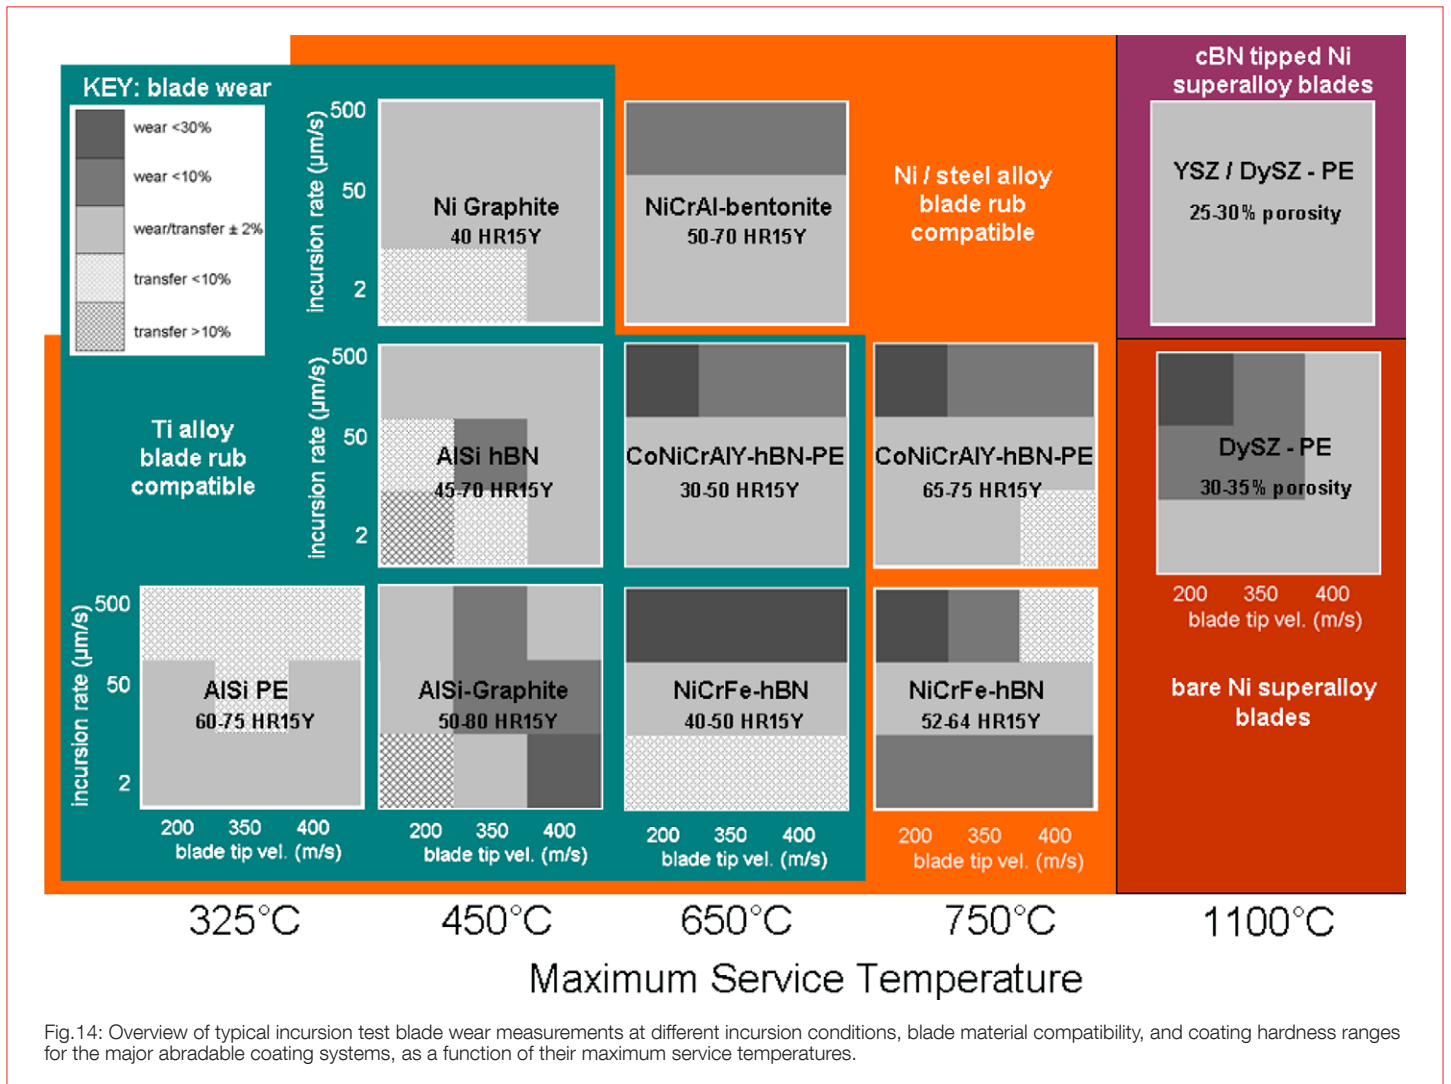 cBN tipped Ni
superalloy blades
KEY: blade wear
wear <30%
wear <10%
wear/transfer ± 2%
transfer <10%
transfer >10%
incursion rate (µm/s)
500
50
2
Ni Graphite
40 HR15Y
NiCrAl-bentonite
50-70 HR15Y
Ni / steel alloy
blade rub
compatible
YSZ / DySZ - PE
25-30% porosity
Ti alloy
blade rub
compatible
incursion rate (µm/s)
500
50
2
AlSi hBN
45-70 HR15Y
CoNiCrAlY-hBN-PE
30-50 HR15Y
CoNiCrAlY-hBN-PE
65-75 HR15Y
DySZ - PE
30-35% porosity
200 350 400
blade tip vel. (m/s)
incursion rate (µm/s)
500
50
2
AlSi PE
60-75 HR15Y
AlSi-Graphite
50-80 HR15Y
NiCrFe-hBN
40-50 HR15Y
NiCrFe-hBN
52-64 HR15Y
bare Ni superalloy
blades
200 350 400
blade tip vel. (m/s)
200 350 400
blade tip vel. (m/s)
200 350 400
blade tip vel. (m/s)
200 350 400
blade tip vel. (m/s)
325°C 450°C 650°C 750°C 1100°C
Maximum Service Temperature
Fig.14: Overview of typical incursion test blade wear measurements at different incursion conditions, blade material compatibility, and coating hardness ranges
for the major abradable coating systems, as a function of their maximum service temperatures.